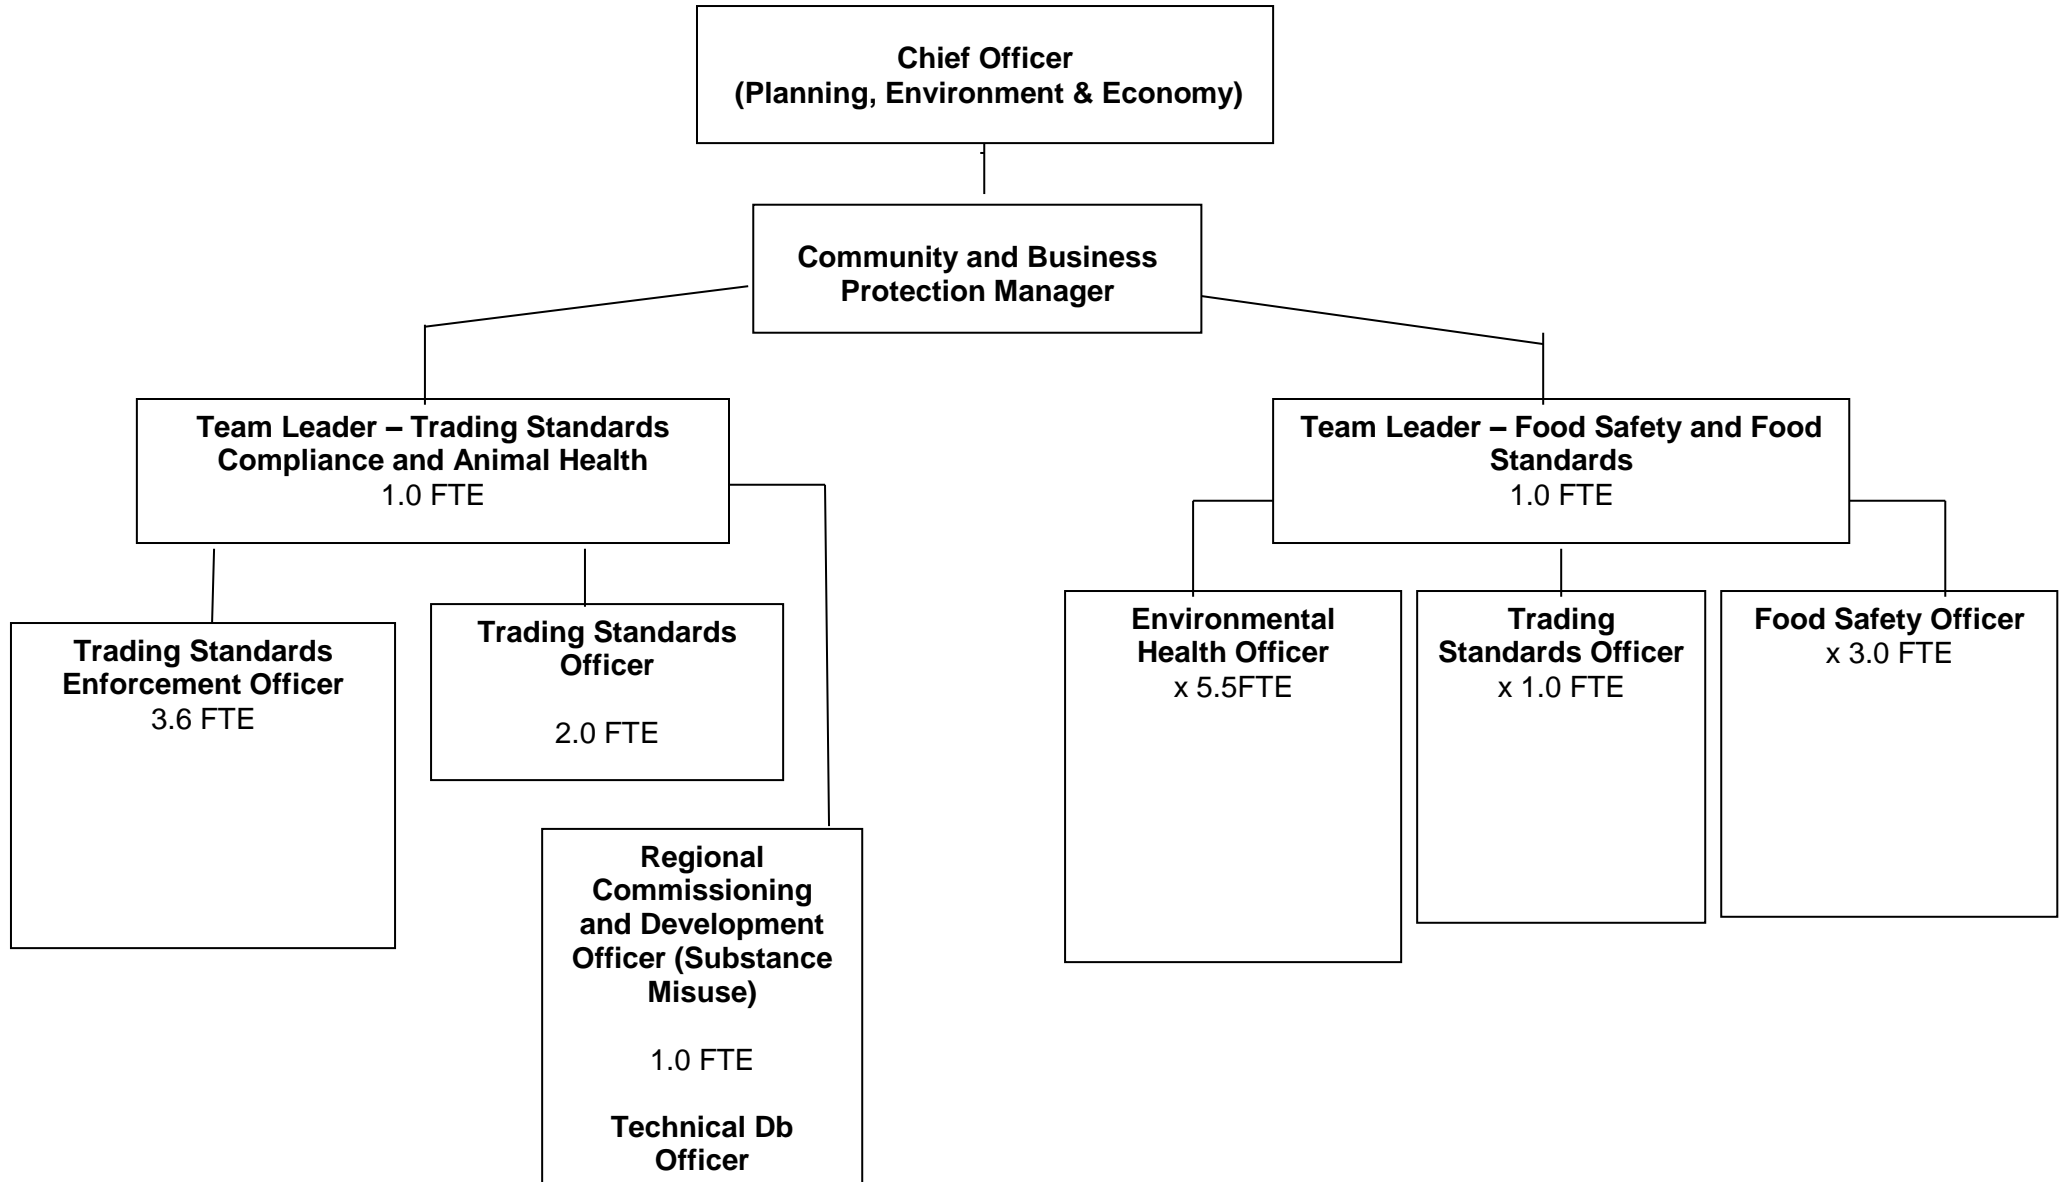 Chief Officer
(Planning, Environment & Economy)
Community and Business
Protection Manager
Team Leader – Trading Standards
Compliance and Animal Health
1.0 FTE
Team Leader – Food Safety and Food
Standards
1.0 FTE
Trading Standards
Enforcement Officer
3.6 FTE
Trading Standards
Officer
2.0 FTE
Regional
Commissioning
and Development
Officer (Substance
Misuse)
1.0 FTE
Technical Db
Officer
Environmental
Health Officer
x 5.5FTE
Trading
Standards Officer
x 1.0 FTE
Food Safety Officer
x 3.0 FTE